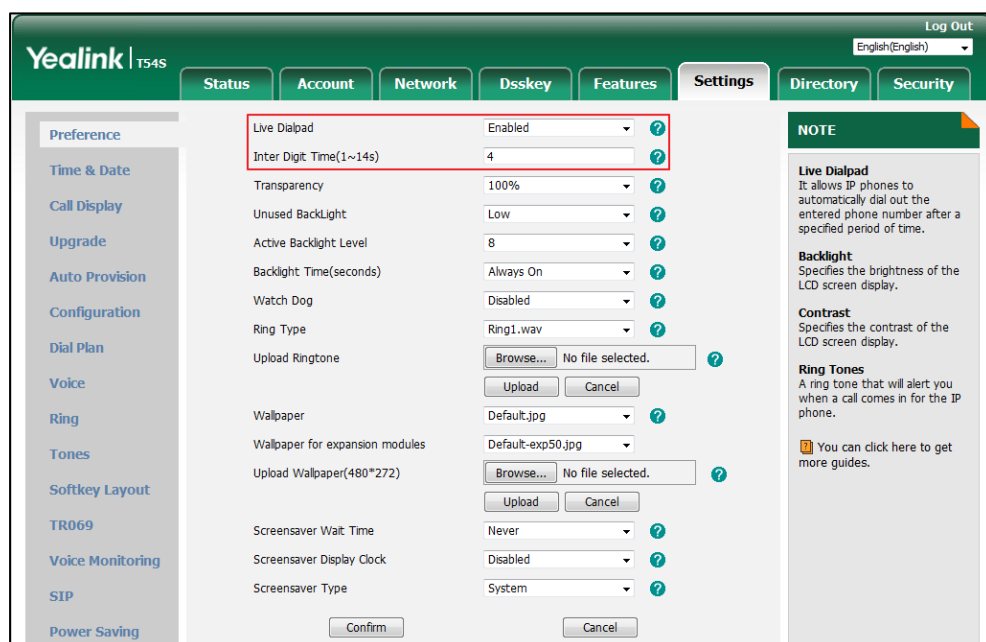 Log Out
English(English)
Yealink T54S
Status Account Network Dsskey Features Settings Directory Security
Preference
Time & Date
Call Display
Upgrade
Auto Provision
Configuration
Dial Plan
Voice
Ring
Tones
Softkey Layout
TR069
Voice Monitoring
SIP
Power Saving
Live Dialpad Enabled ?
Inter Digit Time(1~14s) 4 ?
Transparency 100% ?
Unused BackLight Low ?
Active Backlight Level 8 ?
Backlight Time(seconds) Always On ?
Watch Dog Disabled ?
Ring Type Ring1.wav ?
Upload Ringtone Browse... No file selected. ?
Upload Cancel
Wallpaper Default.jpg ?
Wallpaper for expansion modules Default-exp50.jpg
Upload Wallpaper(480*272) Browse... No file selected. ?
Upload Cancel
Screensaver Wait Time Never ?
Screensaver Display Clock Disabled ?
Screensaver Type System ?
Confirm Cancel
NOTE
Live Dialpad
It allows IP phones to
automatically dial out the
entered phone number after a
specified period of time.
Backlight
Specifies the brightness of the
LCD screen display.
Contrast
Specifies the contrast of the
LCD screen display.
Ring Tones
A ring tone that will alert you
when a call comes in for the IP
phone.
? You can click here to get
more guides.